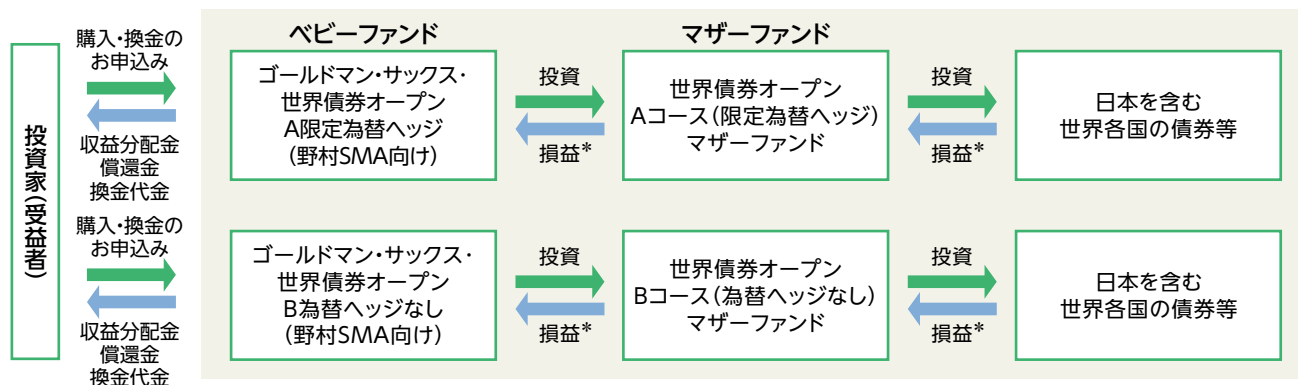 投資家(受益者)
購入・換金の
お申込み
収益分配金
償還金
換金代金
ベビーファンド
ゴールドマン・サックス・
世界債券オープン
A限定為替ヘッジ
(野村SMA向け)
投資
損益*
マザーファンド
世界債券オープン
Aコース(限定為替ヘッジ)
マザーファンド
投資
損益*
日本を含む
世界各国の債券等
購入・換金の
お申込み
収益分配金
償還金
換金代金
ゴールドマン・サックス・
世界債券オープン
B為替ヘッジなし
(野村SMA向け)
投資
損益*
世界債券オープン
Bコース(為替ヘッジなし)
マザーファンド
投資
損益*
日本を含む
世界各国の債券等